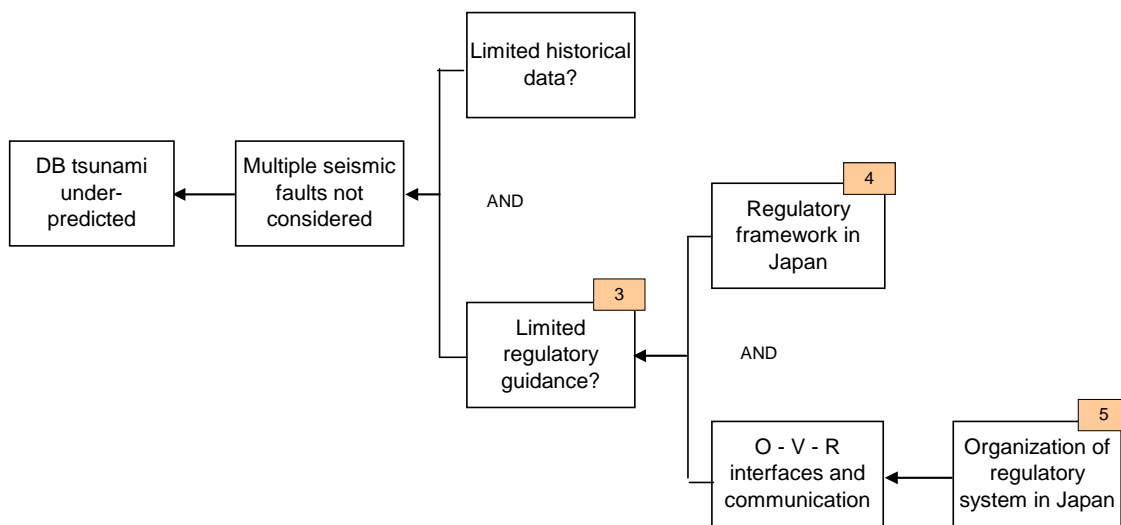 Limited historical
data?
DB tsunami
under-
predicted
Multiple seismic
faults not
considered
AND
4
Regulatory
framework in
Japan
3
Limited
regulatory
guidance?
AND
5
O - V - R
interfaces and
communication
Organization of
regulatory
system in Japan